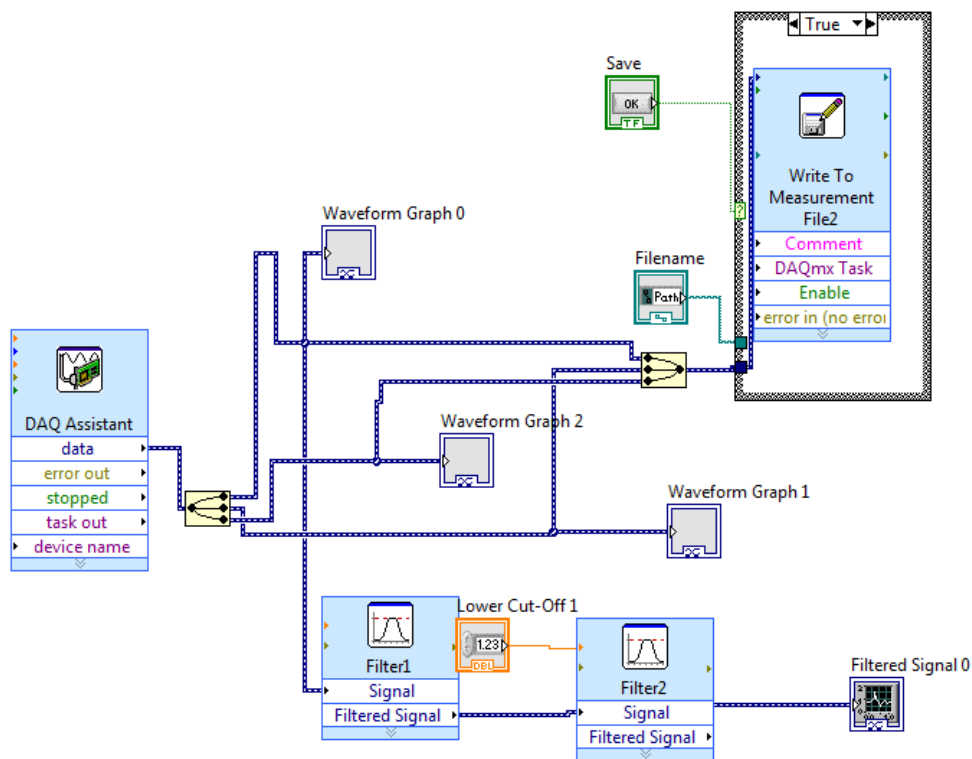 True
Save
OK
TF
Write To
Measurement
File2
Comment
DAQmx Task
Enable
error in (no erro
?
Waveform Graph 0
Filename
Path
DAQ Assistant
data
error out
stopped
task out
device name
Waveform Graph 2
Waveform Graph 1
Filter1
Signal
Filtered Signal
Lower Cut-Off 1
1.23
DBL
Filter2
Signal
Filtered Signal
Filtered Signal 0